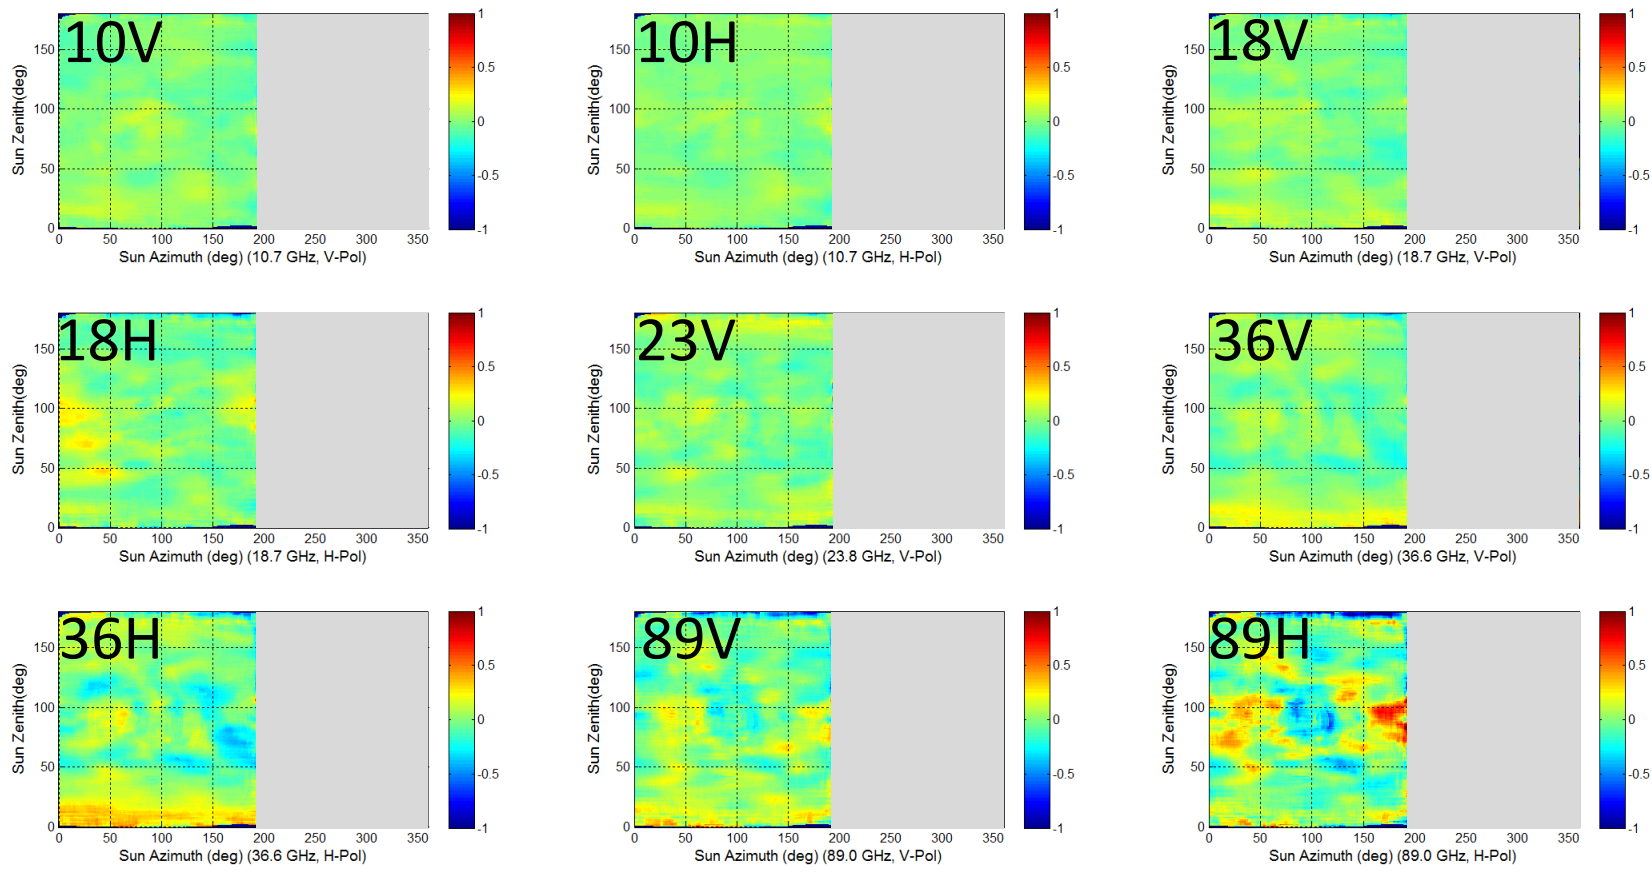 10V
10H
18V
Sun Zenith(deg)
150
100
50
0
0 50 100 150 200 250 300 350
Sun Azimuth (deg) (10.7 GHz, V-Pol)
1
0.5
0
-0.5
-1
Sun Zenith(deg)
150
100
50
0
0 50 100 150 200 250 300 350
Sun Azimuth (deg) (10.7 GHz, H-Pol)
1
0.5
0
-0.5
-1
Sun Zenith(deg)
150
100
50
0
0 50 100 150 200 250 300 350
Sun Azimuth (deg) (18.7 GHz, V-Pol)
1
0.5
0
-0.5
-1
18H
23V
36V
Sun Zenith(deg)
150
100
50
0
0 50 100 150 200 250 300 350
Sun Azimuth (deg) (18.7 GHz, H-Pol)
1
0.5
0
-0.5
-1
Sun Zenith(deg)
150
100
50
0
0 50 100 150 200 250 300 350
Sun Azimuth (deg) (23.8 GHz, V-Pol)
1
0.5
0
-0.5
-1
Sun Zenith(deg)
150
100
50
0
0 50 100 150 200 250 300 350
Sun Azimuth (deg) (36.6 GHz, V-Pol)
1
0.5
0
-0.5
-1
36H
89V
89H
Sun Zenith(deg)
150
100
50
0
0 50 100 150 200 250 300 350
Sun Azimuth (deg) (36.6 GHz, H-Pol)
1
0.5
0
-0.5
-1
Sun Zenith(deg)
150
100
50
0
0 50 100 150 200 250 300 350
Sun Azimuth (deg) (89.0 GHz, V-Pol)
1
0.5
0
-0.5
-1
Sun Zenith(deg)
150
100
50
0
0 50 100 150 200 250 300 350
Sun Azimuth (deg) (89.0 GHz, H-Pol)
1
0.5
0
-0.5
-1